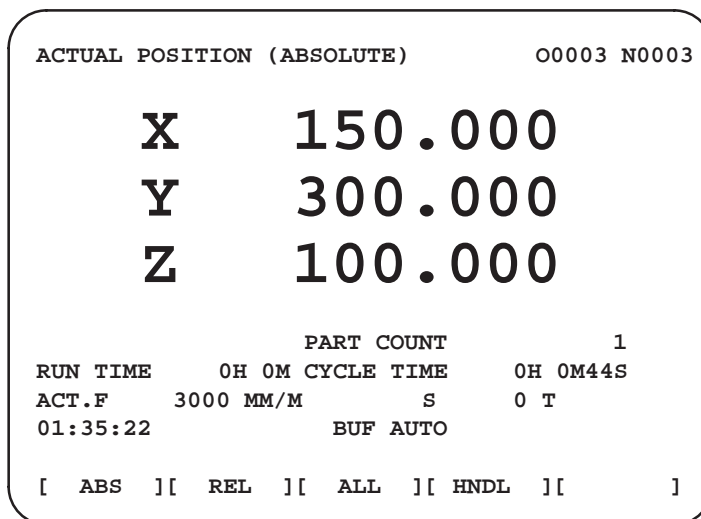 ACTUAL POSITION (ABSOLUTE) O0003 N0003
X 150.000
Y 300.000
Z 100.000
PART COUNT 1
RUN TIME 0H 0M CYCLE TIME 0H 0M44S
ACT.F 3000 MM/M S 0 T
01:35:22 BUF AUTO
[ ABS ][ REL ][ ALL ][ HNDL ][ ]